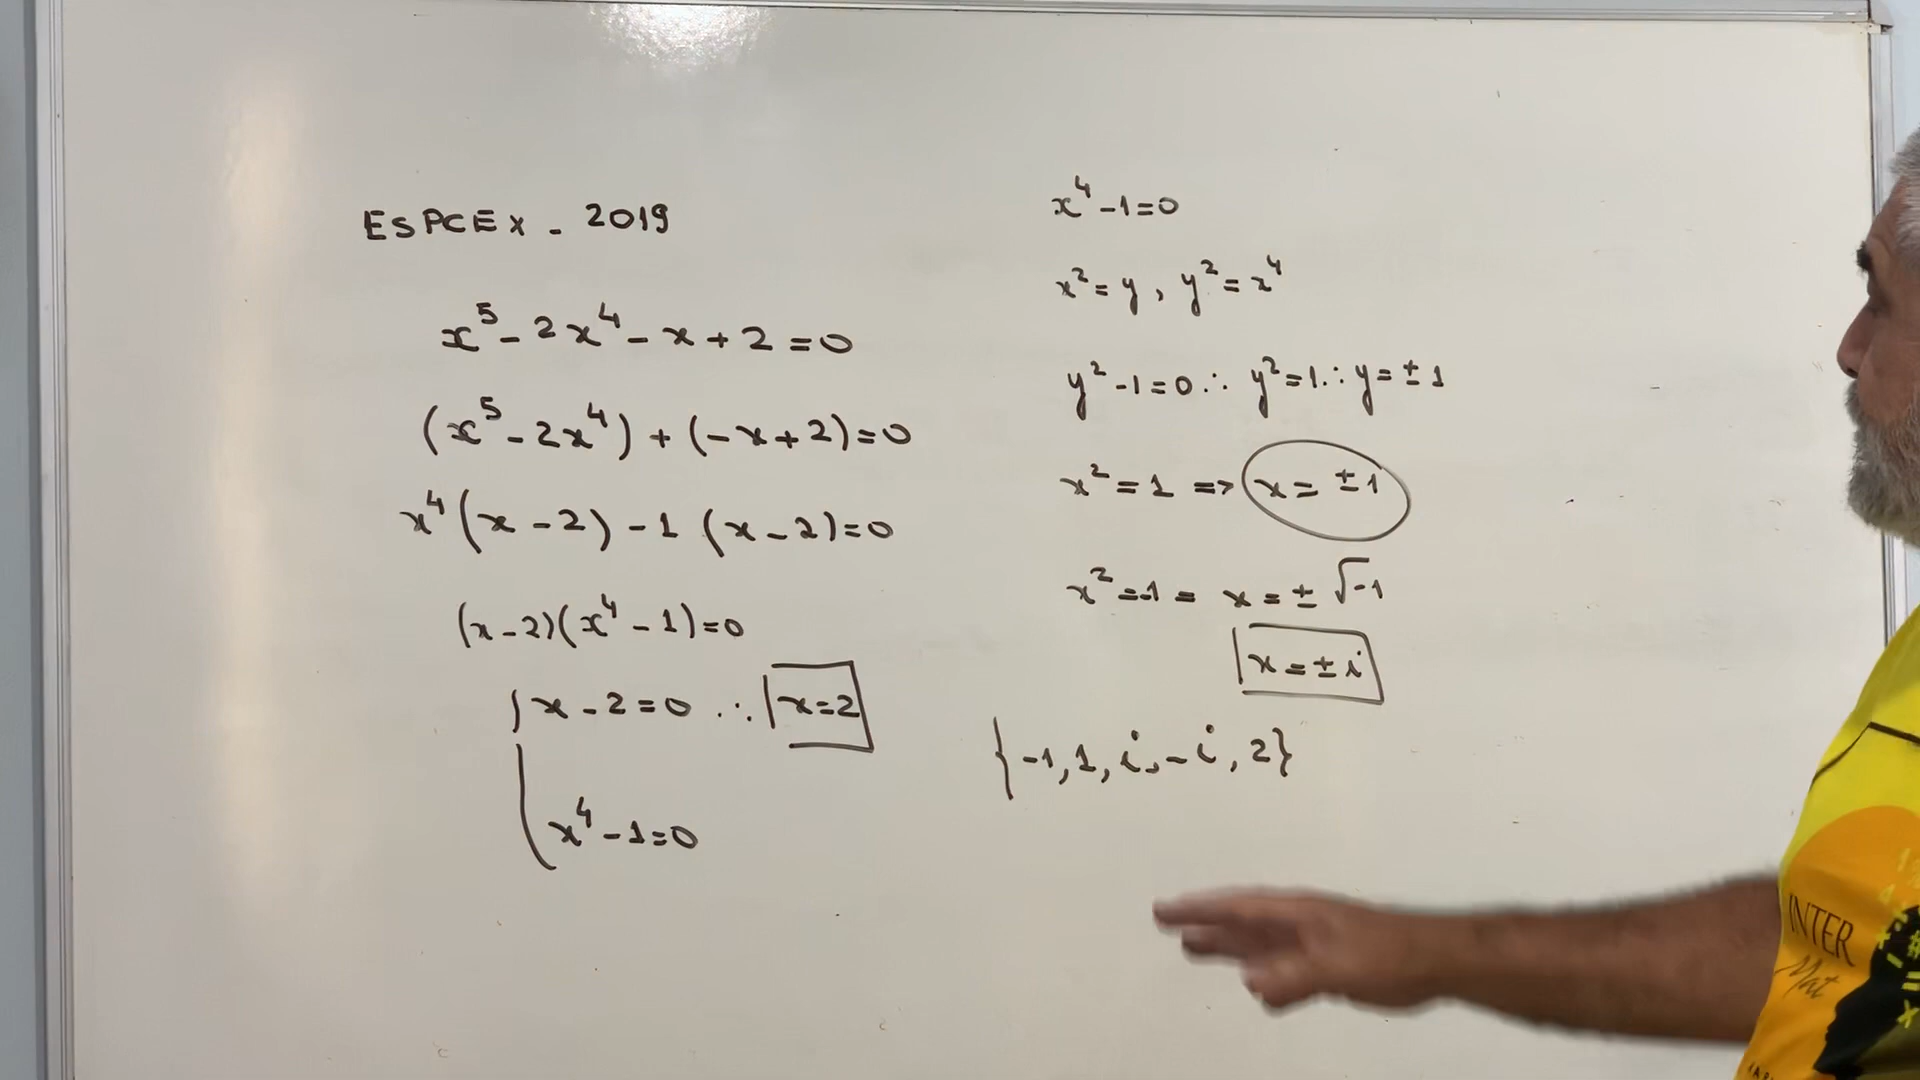 ESPCEX - 2019
x⁵ - 2x⁴ - x + 2 = 0
(x⁵ - 2x⁴) + (-x + 2) = 0
x⁴(x - 2) - 1 (x - 2) = 0
(x - 2)(x⁴ - 1) = 0
x - 2 = 0 ∴ x = 2
x⁴ - 1 = 0
x⁴ - 1 = 0
x² = y, y² = x⁴
y² - 1 = 0 ∴ y² = 1 ∴ y = ± 1
x² = 1 => x = ± 1
x² = -1 = x = ± √-1
x = ± i
{-1, 1, i, -i, 2}
INTER
Mat